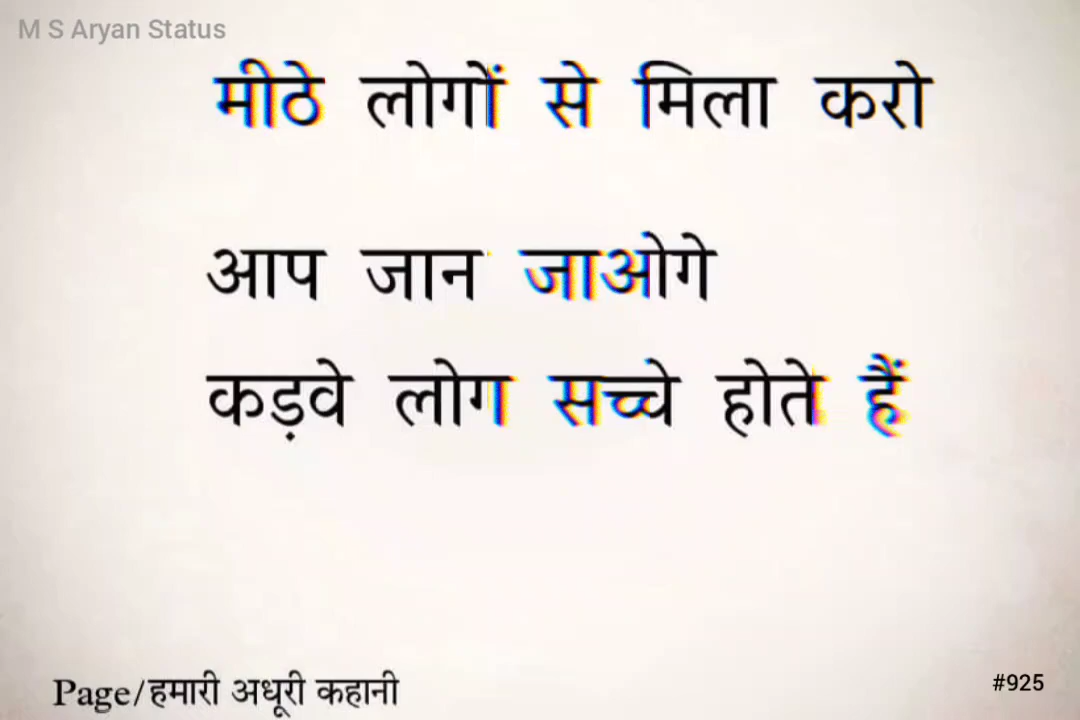 M S Aryan Status
मीठे लोगों से मिला करो
आप जान जाओगे
कड़वे लोग सच्चे होते हैं
Page/हमारी अधूरी कहानी
#925